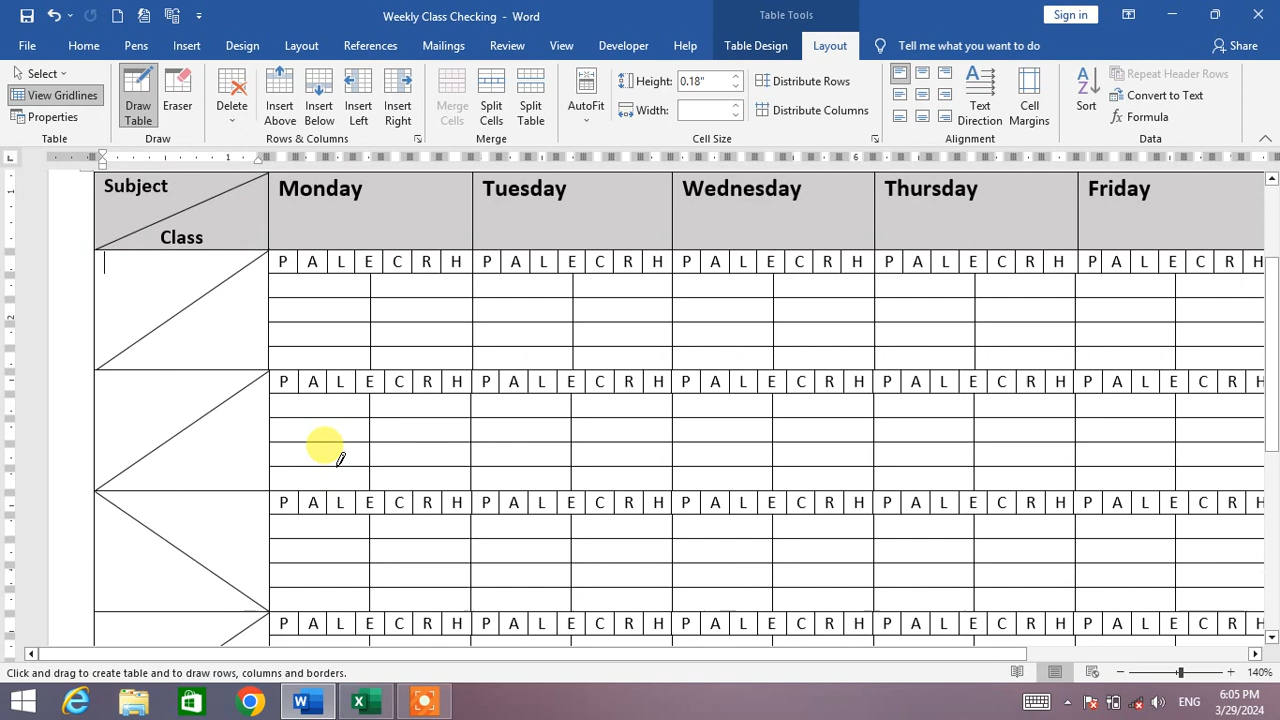 Weekly Class Checking - Word
Table Tools
Sign in
File Home Pens Insert Design Layout References Mailings Review View Developer Help Table Design Layout Tell me what you want to do Share
Select
View Gridlines
Properties
Table
Draw Table
Eraser
Draw
Delete
Insert Above
Insert Below
Insert Left
Insert Right
Rows & Columns
Merge Cells
Split Cells
Split Table
Merge
AutoFit
Height: 0.18"
Width:
Distribute Rows
Distribute Columns
Cell Size
Text Direction
Cell Margins
Alignment
Sort
Repeat Header Rows
Convert to Text
Formula
Data
1 6
1
2
Subject
Class
Monday Tuesday Wednesday Thursday Friday
P A L E C R H P A L E C R H P A L E C R H P A L E C R H P A L E C R H
P A L E C R H P A L E C R H P A L E C R H P A L E C R H P A L E C R H
P A L E C R H P A L E C R H P A L E C R H P A L E C R H P A L E C R H
P A L E C R H P A L E C R H P A L E C R H P A L E C R H P A L E C R H
Click and drag to create table and to draw rows, columns and borders.
140%
ENG
6:05 PM
3/29/2024